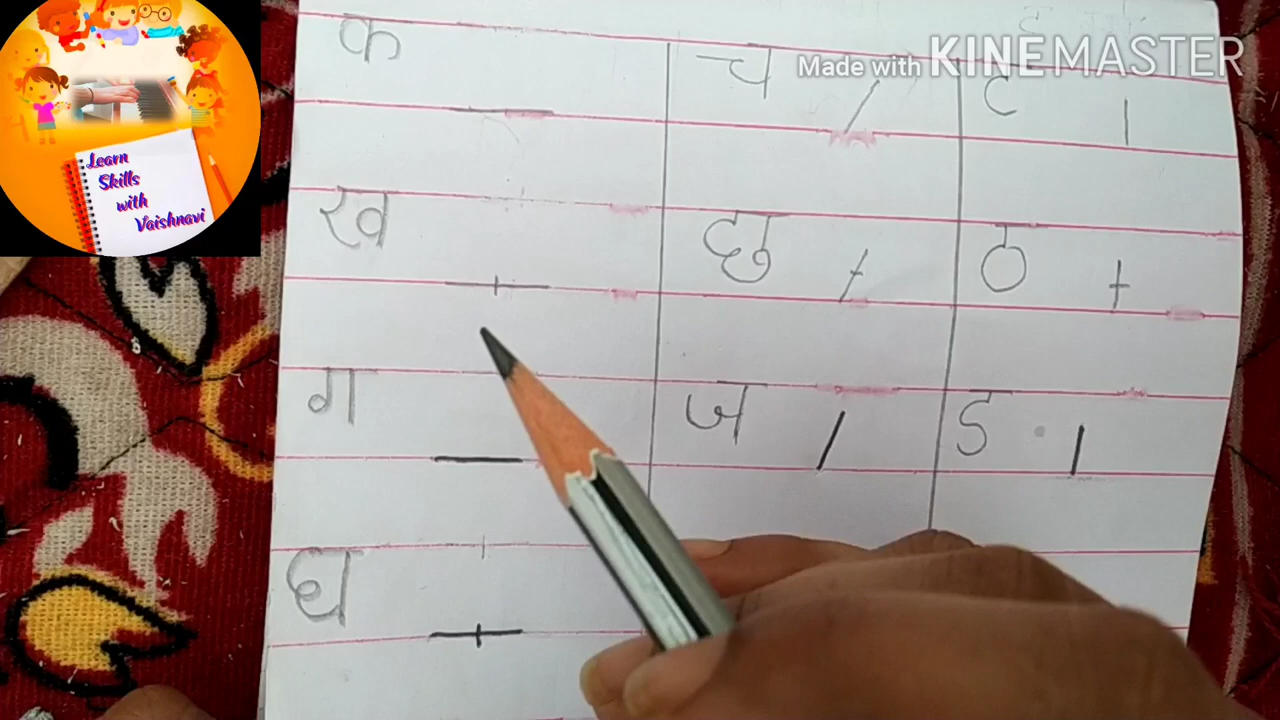 Learn
Skills
with
Vaishnavi
Made with KINEMASTER
क च ट
ख छ ठ
ग ज ड
घ